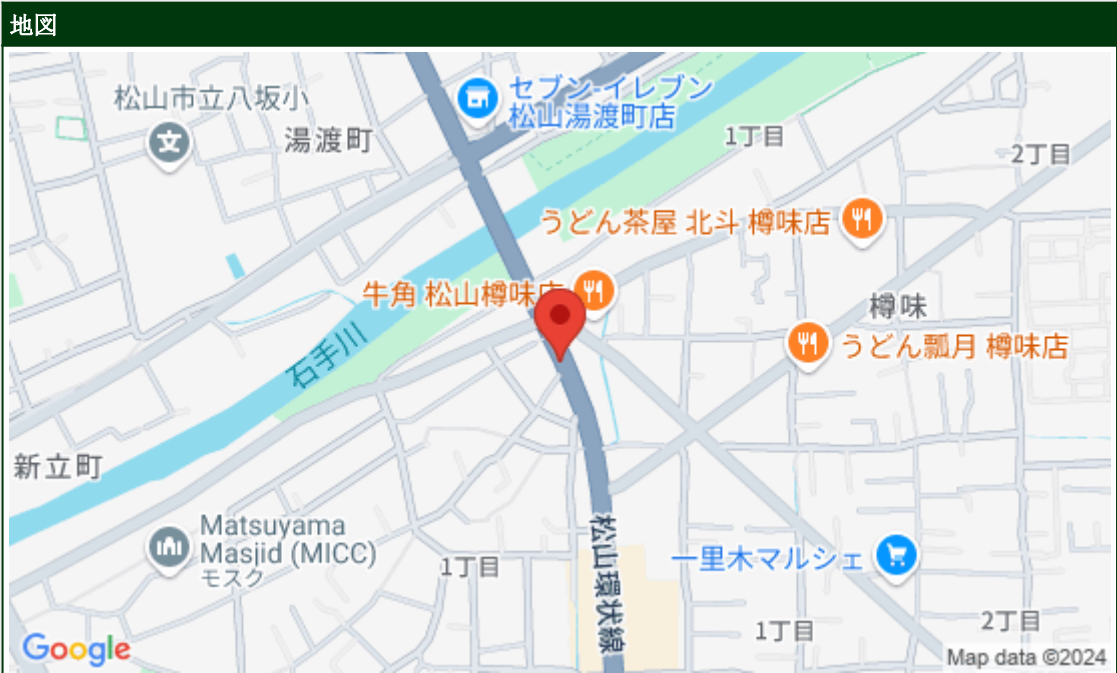 地図
セブン-イレブン
松山湯渡町店
松山市立八坂小
文
湯渡町
1丁目
2丁目
うどん茶屋 北斗 樽味店
牛角 松山樽味店
樽味
うどん瓢月 樽味店
石手川
新立町
Matsuyama
Masjid (MICC)
モスク
1丁目
松山環状線
一里木マルシェ
1丁目
2丁目
Google
Map data ©2024